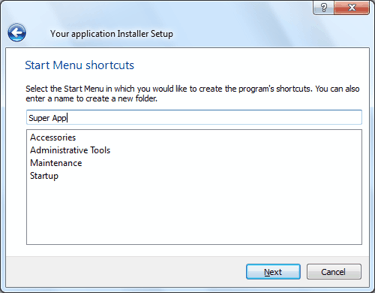 Your application Installer Setup
Start Menu shortcuts
Select the Start Menu in which you would like to create the program's shortcuts. You can also
enter a name to create a new folder.
Super App
Accessories
Administrative Tools
Maintenance
Startup
Next
Cancel